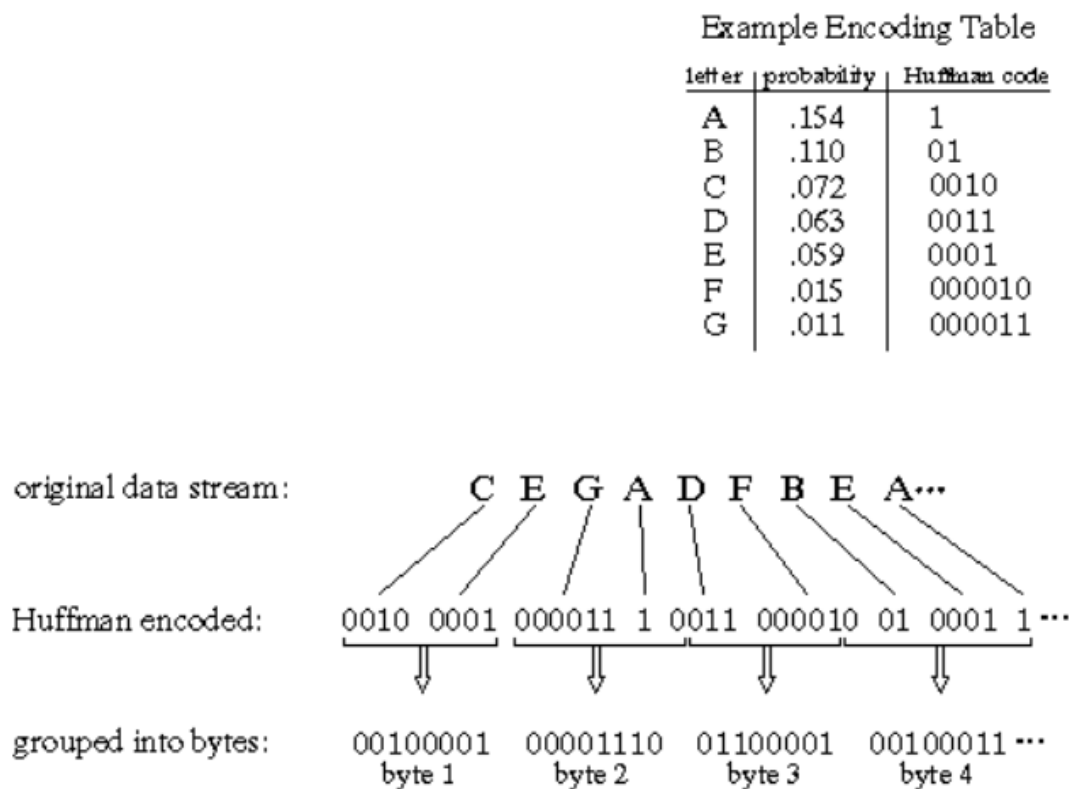 Example Encoding Table
letter probability Huffman code
A .154 1
B .110 01
C .072 0010
D .063 0011
E .059 0001
F .015 000010
G .011 000011
original data stream: C E G A D F B E A...
Huffman encoded: 0010 0001 000011 1 0011 000010 01 0001 1 ...
grouped into bytes: 00100001 00001110 01100001 00100011 ...
byte 1 byte 2 byte 3 byte 4